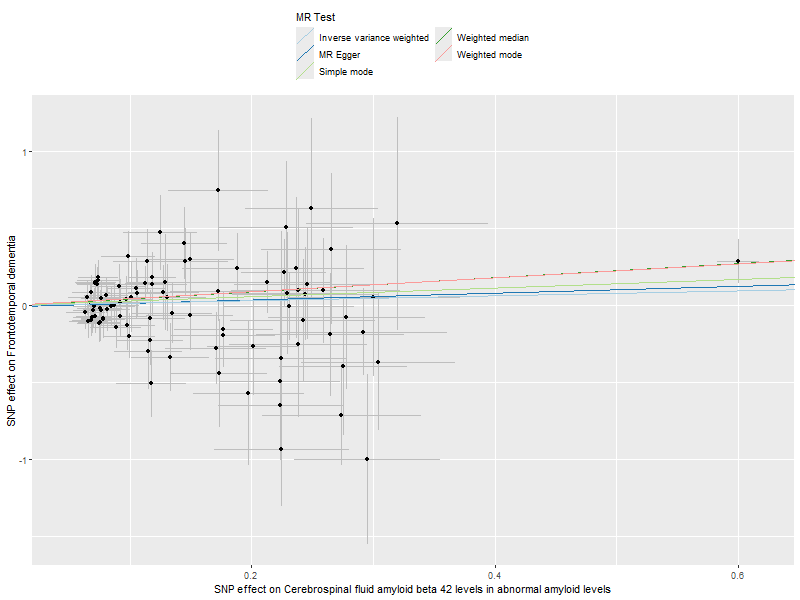 MR Test
Inverse variance weighted
Weighted median
MR Egger
Weighted mode
Simple mode
SNP effect on Frontotemporal dementia
1
0
-1
0.2
0.4
0.6
SNP effect on Cerebrospinal fluid amyloid beta 42 levels in abnormal amyloid levels